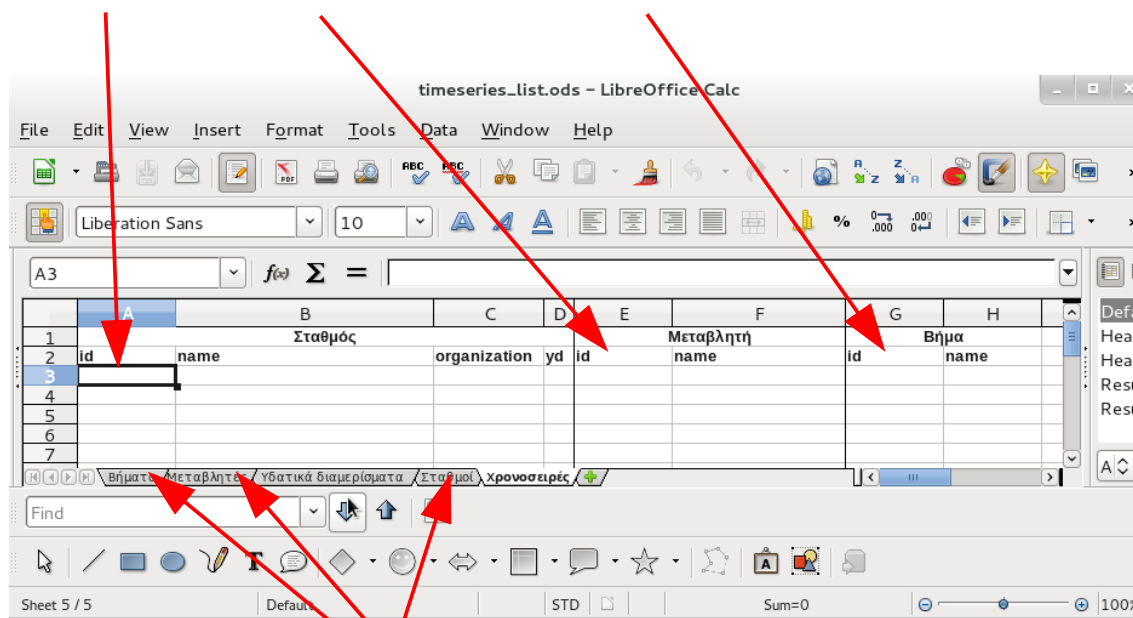 timeseries_list.ods – LibreOffice Calc
File Edit View Insert Format Tools Data Window Help
Liberation Sans 10
A3
A B C D E F G H
1 Σταθμός Μεταβλητή Βήμα
2 id name organization yd id name id name
3
4
5
6
7
Βήματα Μεταβλητές Υδατικά διαμερίσματα Σταθμοί Χρονοσειρές
Find
Sheet 5 / 5 Default STD Sum=0